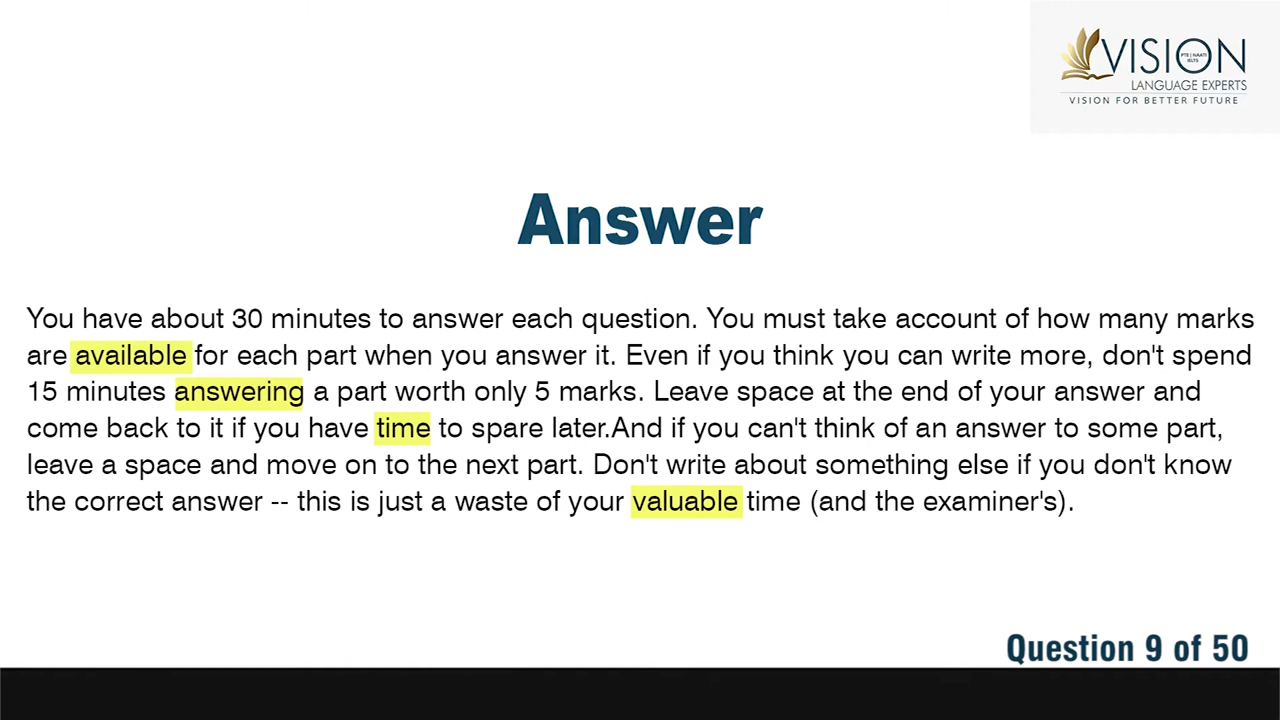 VISION
PTE | NAATI
IELTS
LANGUAGE EXPERTS
VISION FOR BETTER FUTURE
Answer
You have about 30 minutes to answer each question. You must take account of how many marks
are available for each part when you answer it. Even if you think you can write more, don't spend
15 minutes answering a part worth only 5 marks. Leave space at the end of your answer and
come back to it if you have time to spare later.And if you can't think of an answer to some part,
leave a space and move on to the next part. Don't write about something else if you don't know
the correct answer -- this is just a waste of your valuable time (and the examiner's).
Question 9 of 50